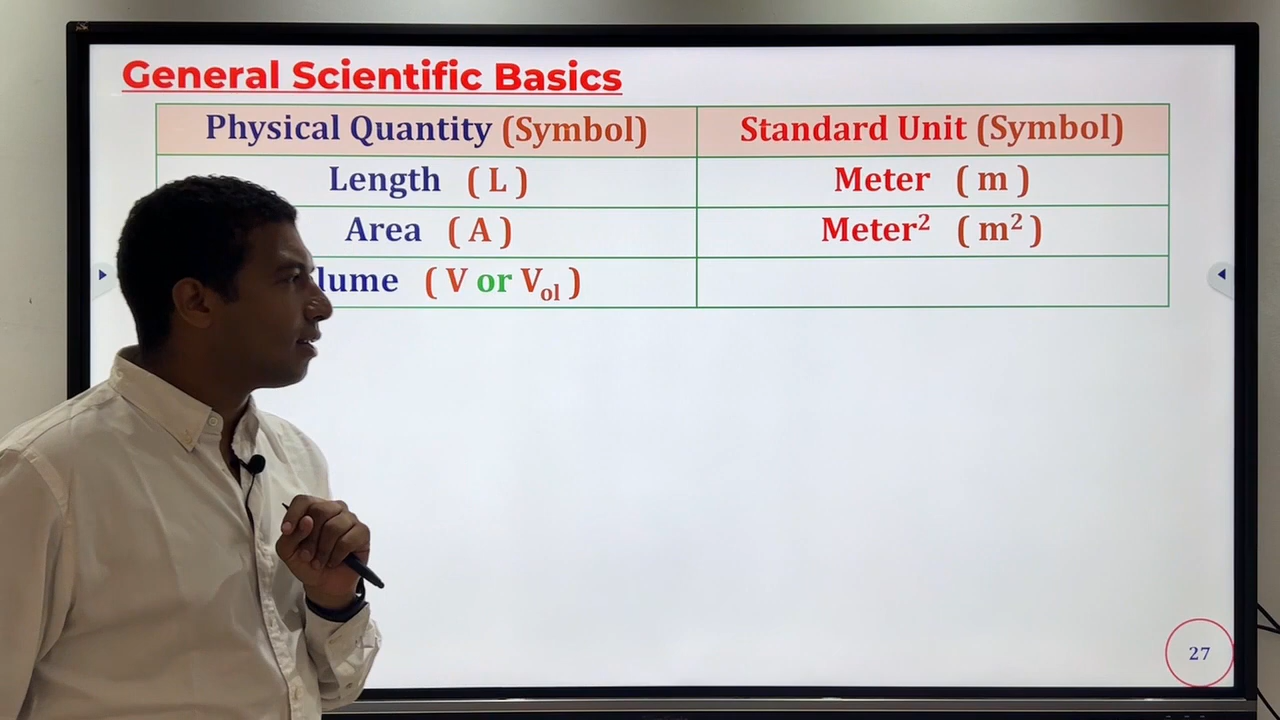 General Scientific Basics
Physical Quantity (Symbol) Standard Unit (Symbol)
Length ( L ) Meter ( m )
Area ( A ) Meter² ( m² )
lume ( V or Vol )
27